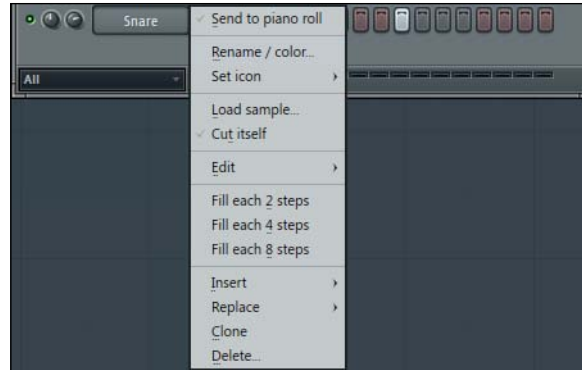 Snare
All
Send to piano roll
Rename / color...
Set icon
Load sample...
Cut itself
Edit
Fill each 2 steps
Fill each 4 steps
Fill each 8 steps
Insert
Replace
Clone
Delete...